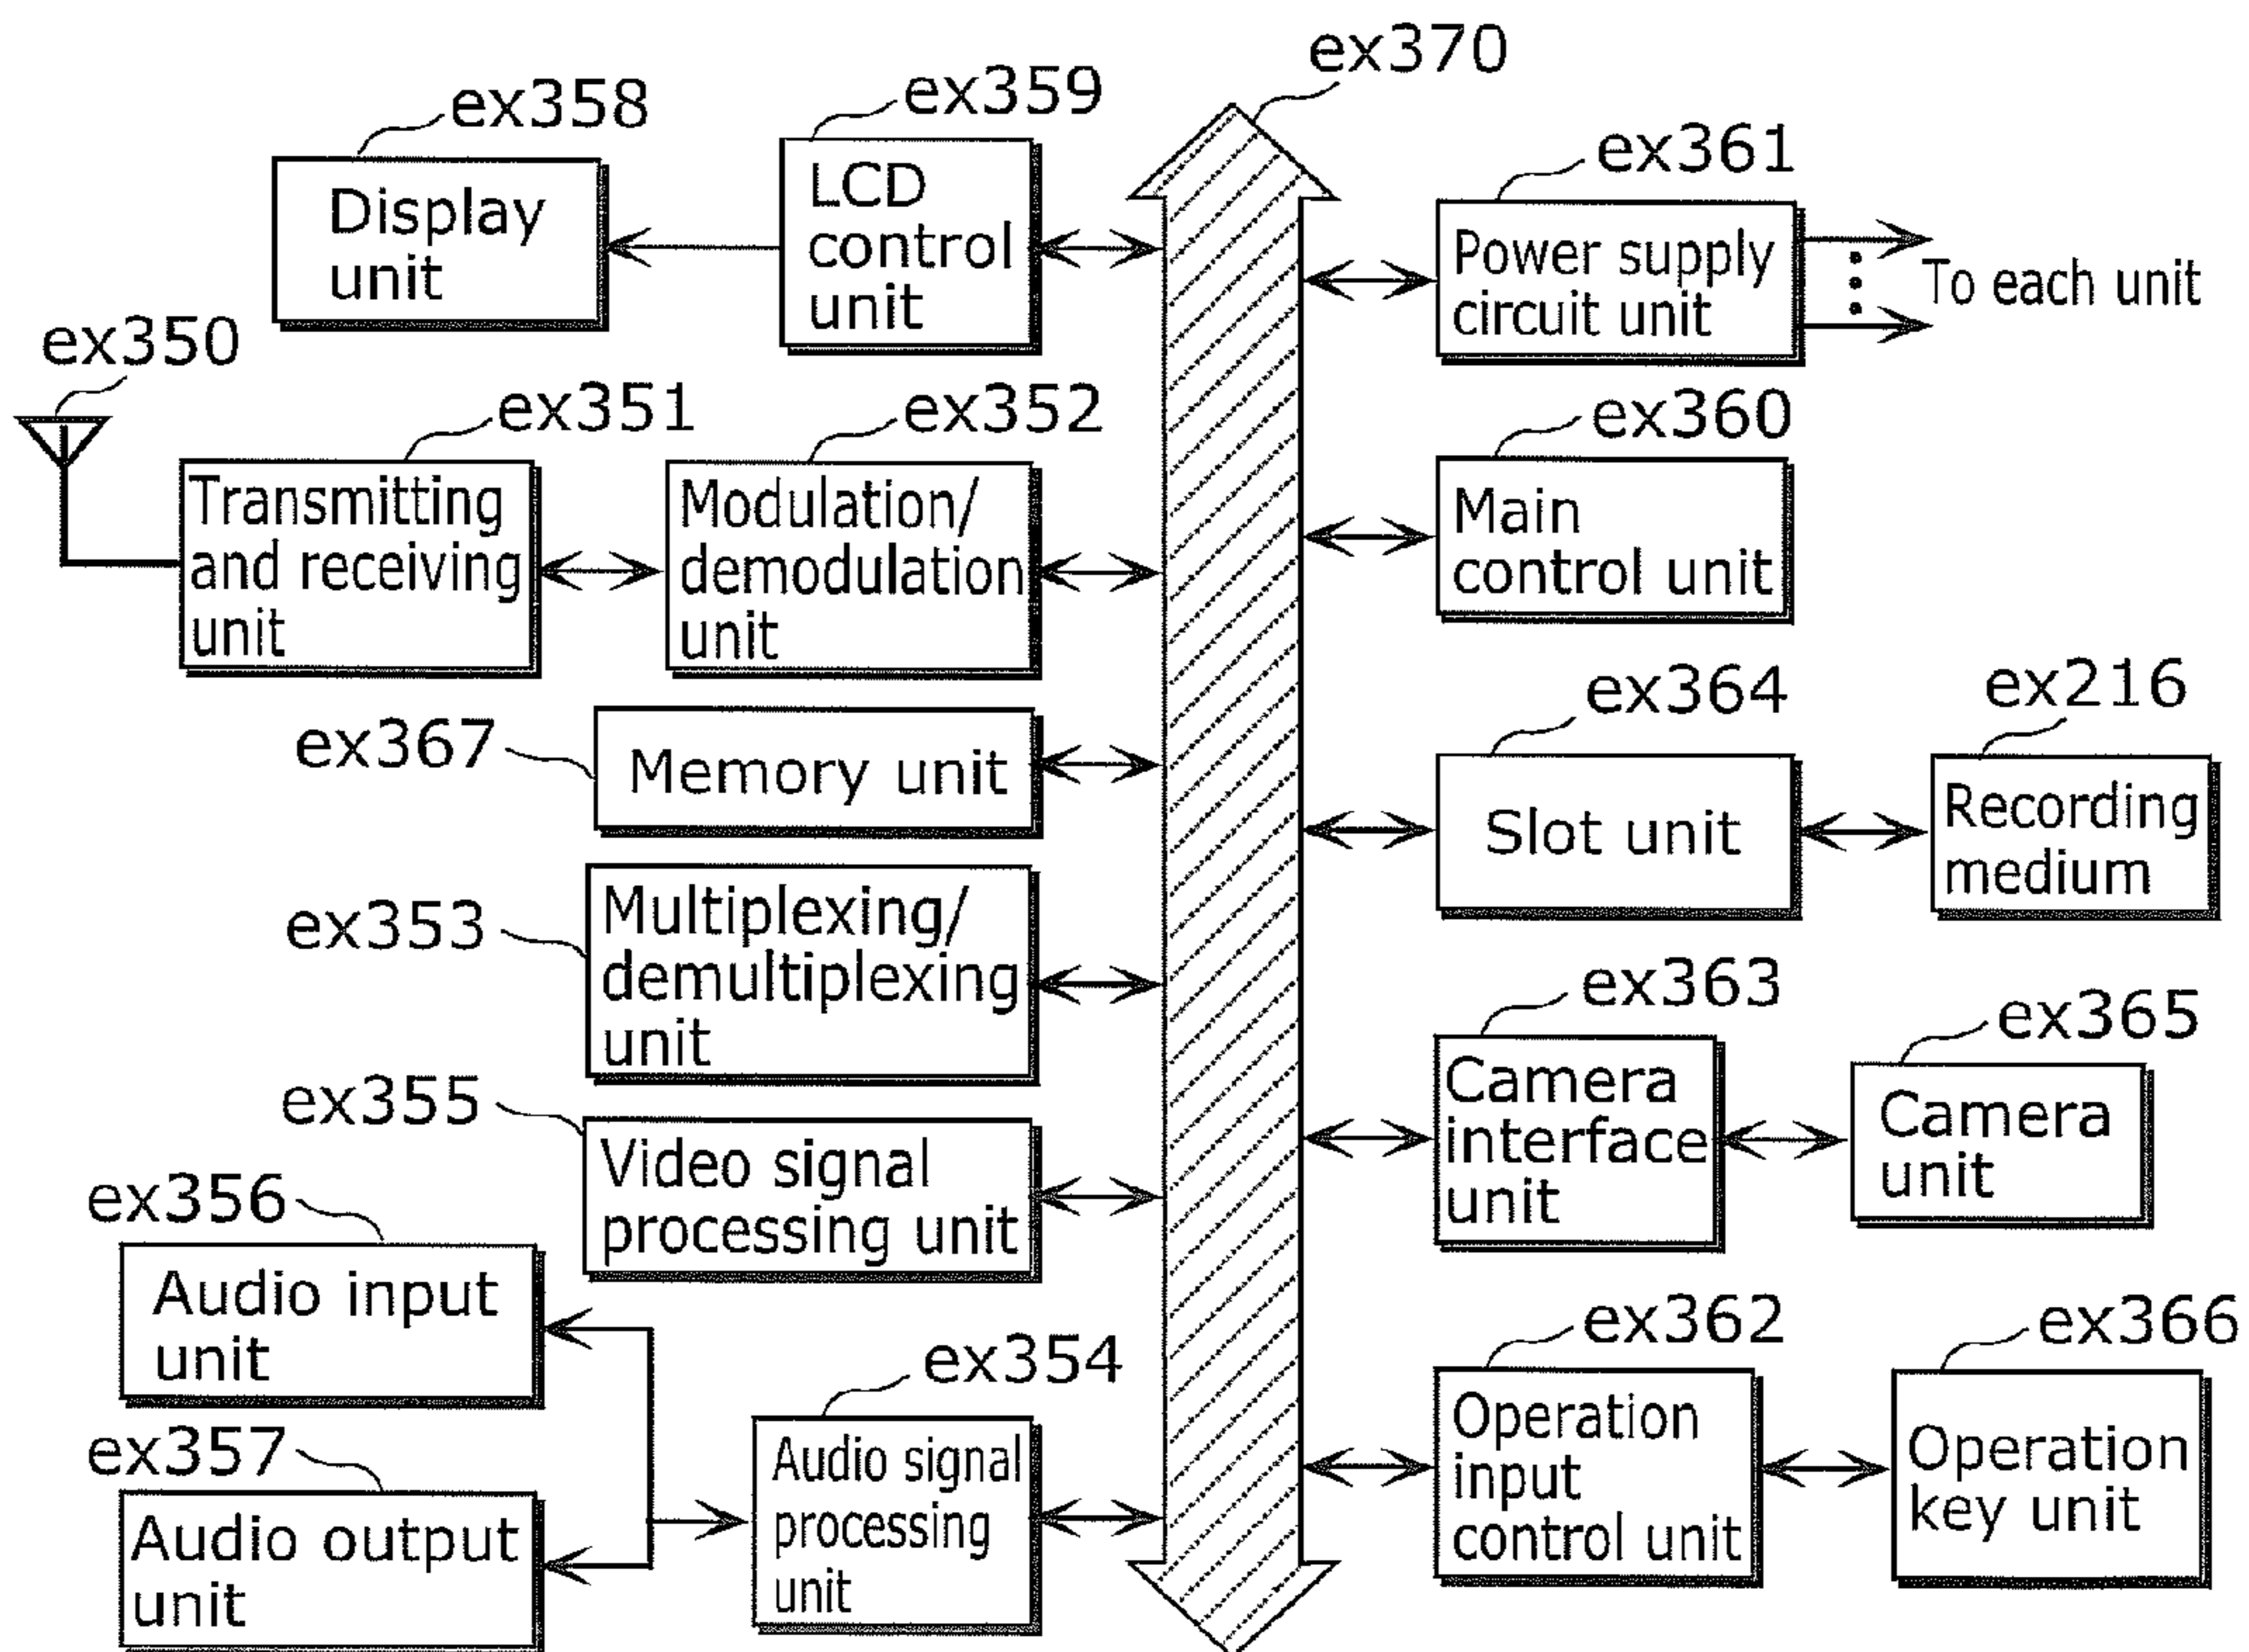 ex370
ex359
ex358
LCD
control
unit
Display
unit
ex361
Power supply
circuit unit
To each unit
ex350
ex351
ex352
Transmitting
and receiving
unit
Modulation/
demodulation
unit
ex360
Main
control unit
ex367
Memory unit
ex364
ex216
Slot unit
Recording
medium
ex353
Multiplexing/
demultiplexing
unit
ex363
ex365
Camera
interface
unit
Camera
unit
ex355
Video signal
processing unit
ex356
Audio input
unit
ex357
Audio output
unit
ex354
Audio signal
processing
unit
ex362
ex366
Operation
input
control unit
Operation
key unit